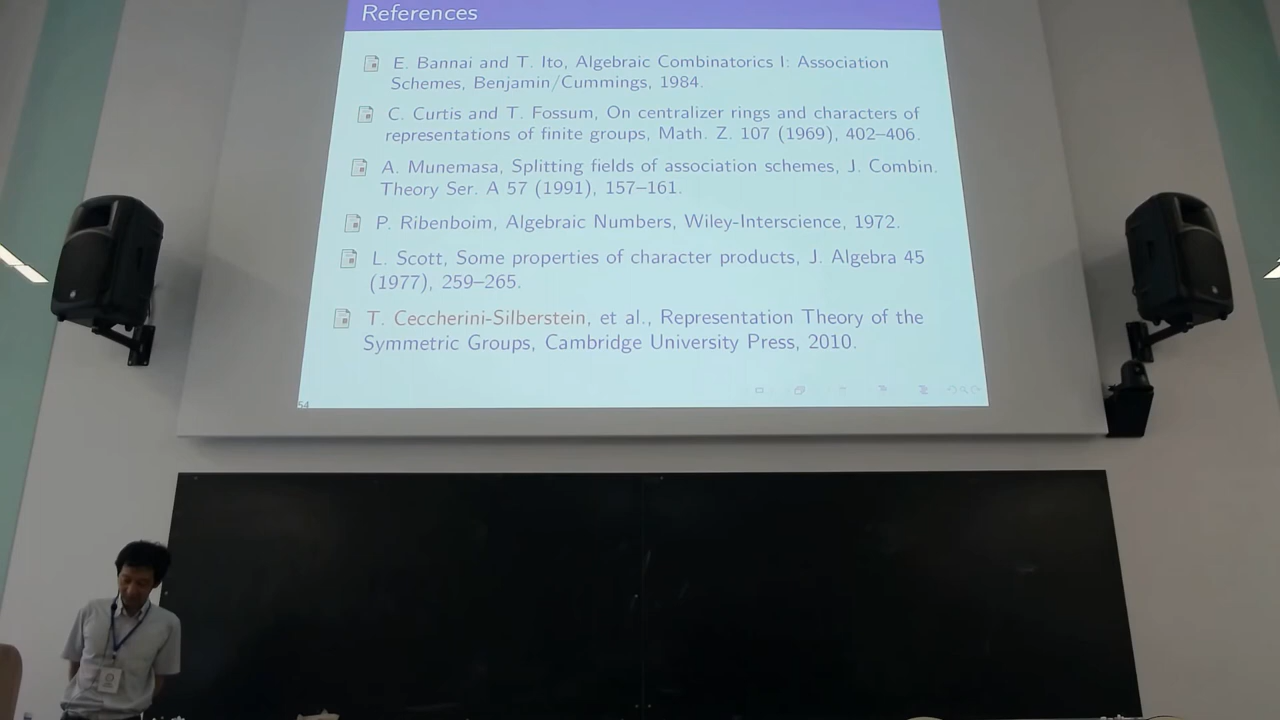 References
E. Bannai and T. Ito, Algebraic Combinatorics I: Association
Schemes, Benjamin/Cummings, 1984.
C. Curtis and T. Fossum, On centralizer rings and characters of
representations of finite groups, Math. Z. 107 (1969), 402–406.
A. Munemasa, Splitting fields of association schemes, J. Combin.
Theory Ser. A 57 (1991), 157–161.
P. Ribenboim, Algebraic Numbers, Wiley-Interscience, 1972.
L. Scott, Some properties of character products, J. Algebra 45
(1977), 259–265.
T. Ceccherini-Silberstein, et al., Representation Theory of the
Symmetric Groups, Cambridge University Press, 2010.
54